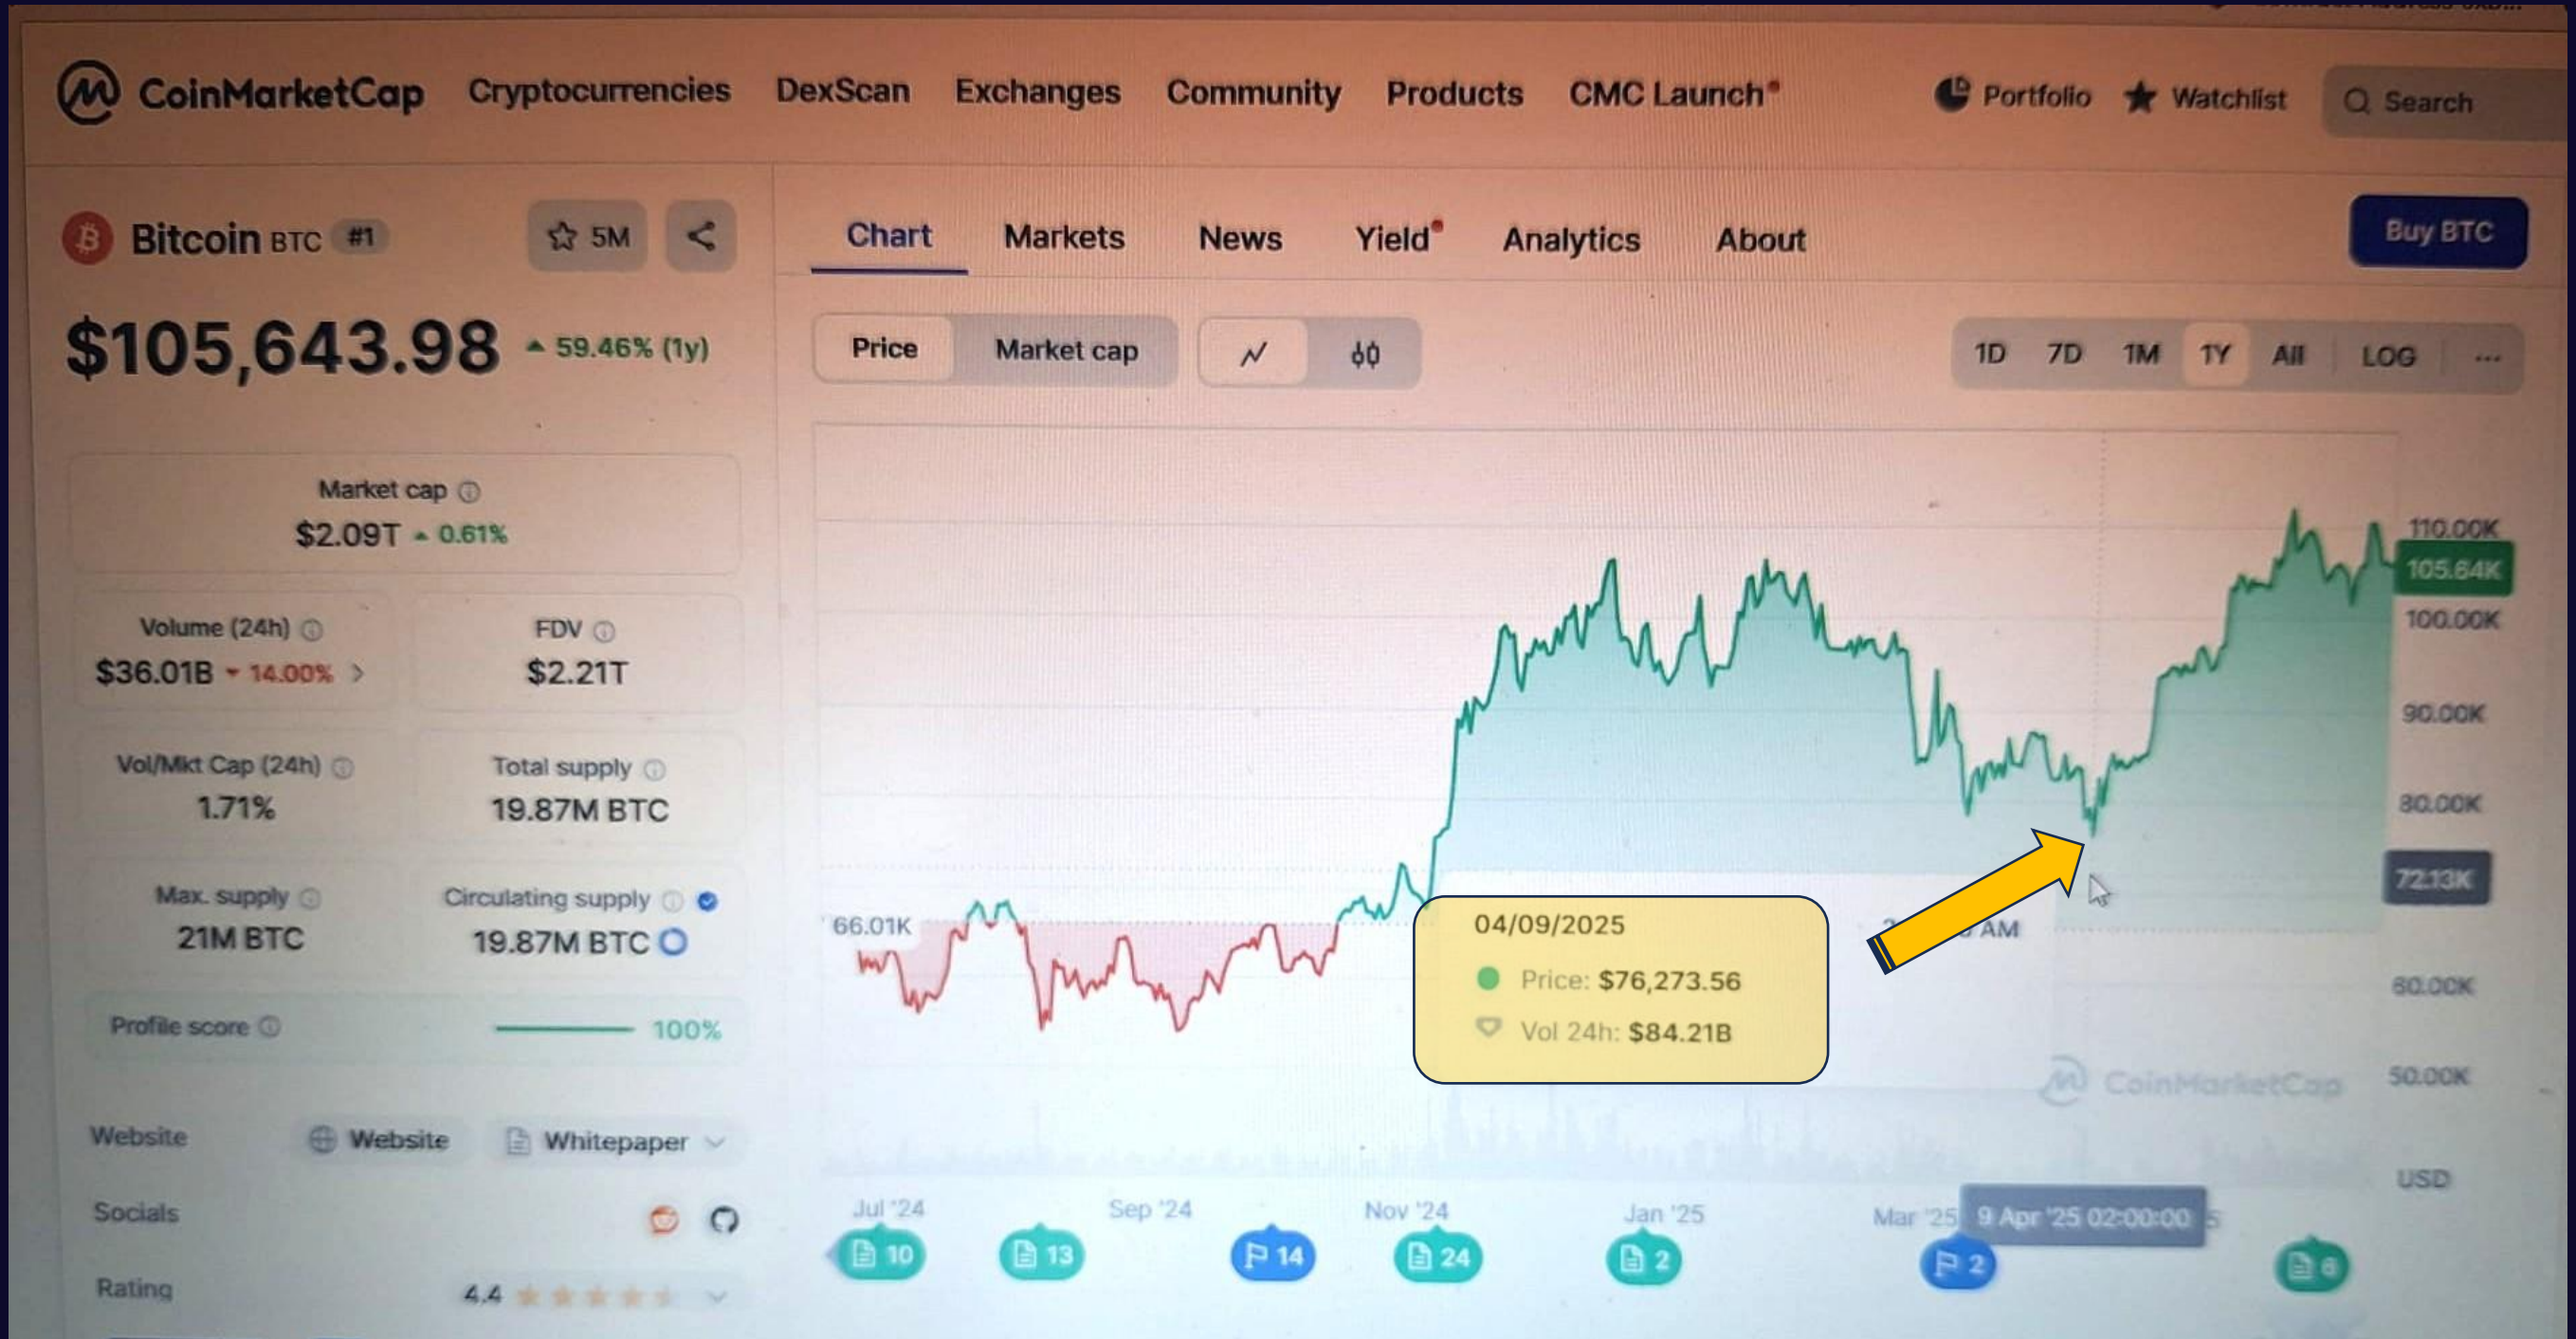 CoinMarketCap Cryptocurrencies DexScan Exchanges Community Products CMC Launch Portfolio Watchlist Search
Bitcoin BTC #1 5M
$105,643.98 59.46% (1y)
Market cap
$2.09T 0.61%
Volume (24h)
$36.01B 14.00%
FDV
$2.21T
Vol/Mkt Cap (24h)
1.71%
Total supply
19.87M BTC
Max. supply
21M BTC
Circulating supply
19.87M BTC
Profile score 100%
Website Website Whitepaper
Socials
Rating 4.4
Chart Markets News Yield Analytics About Buy BTC
Price Market cap 1D 7D 1M 1Y All LOG ...
110.00K
105.64K
100.00K
90.00K
80.00K
72.13K
66.01K
04/09/2025 AM
Price: $76,273.56
Vol 24h: $84.21B
60.00K
CoinMarketCap
50.00K
USD
Jul '24 Sep '24 Nov '24 Jan '25 Mar '25 9 Apr '25 02:00:00
10 13 14 24 2 2 6